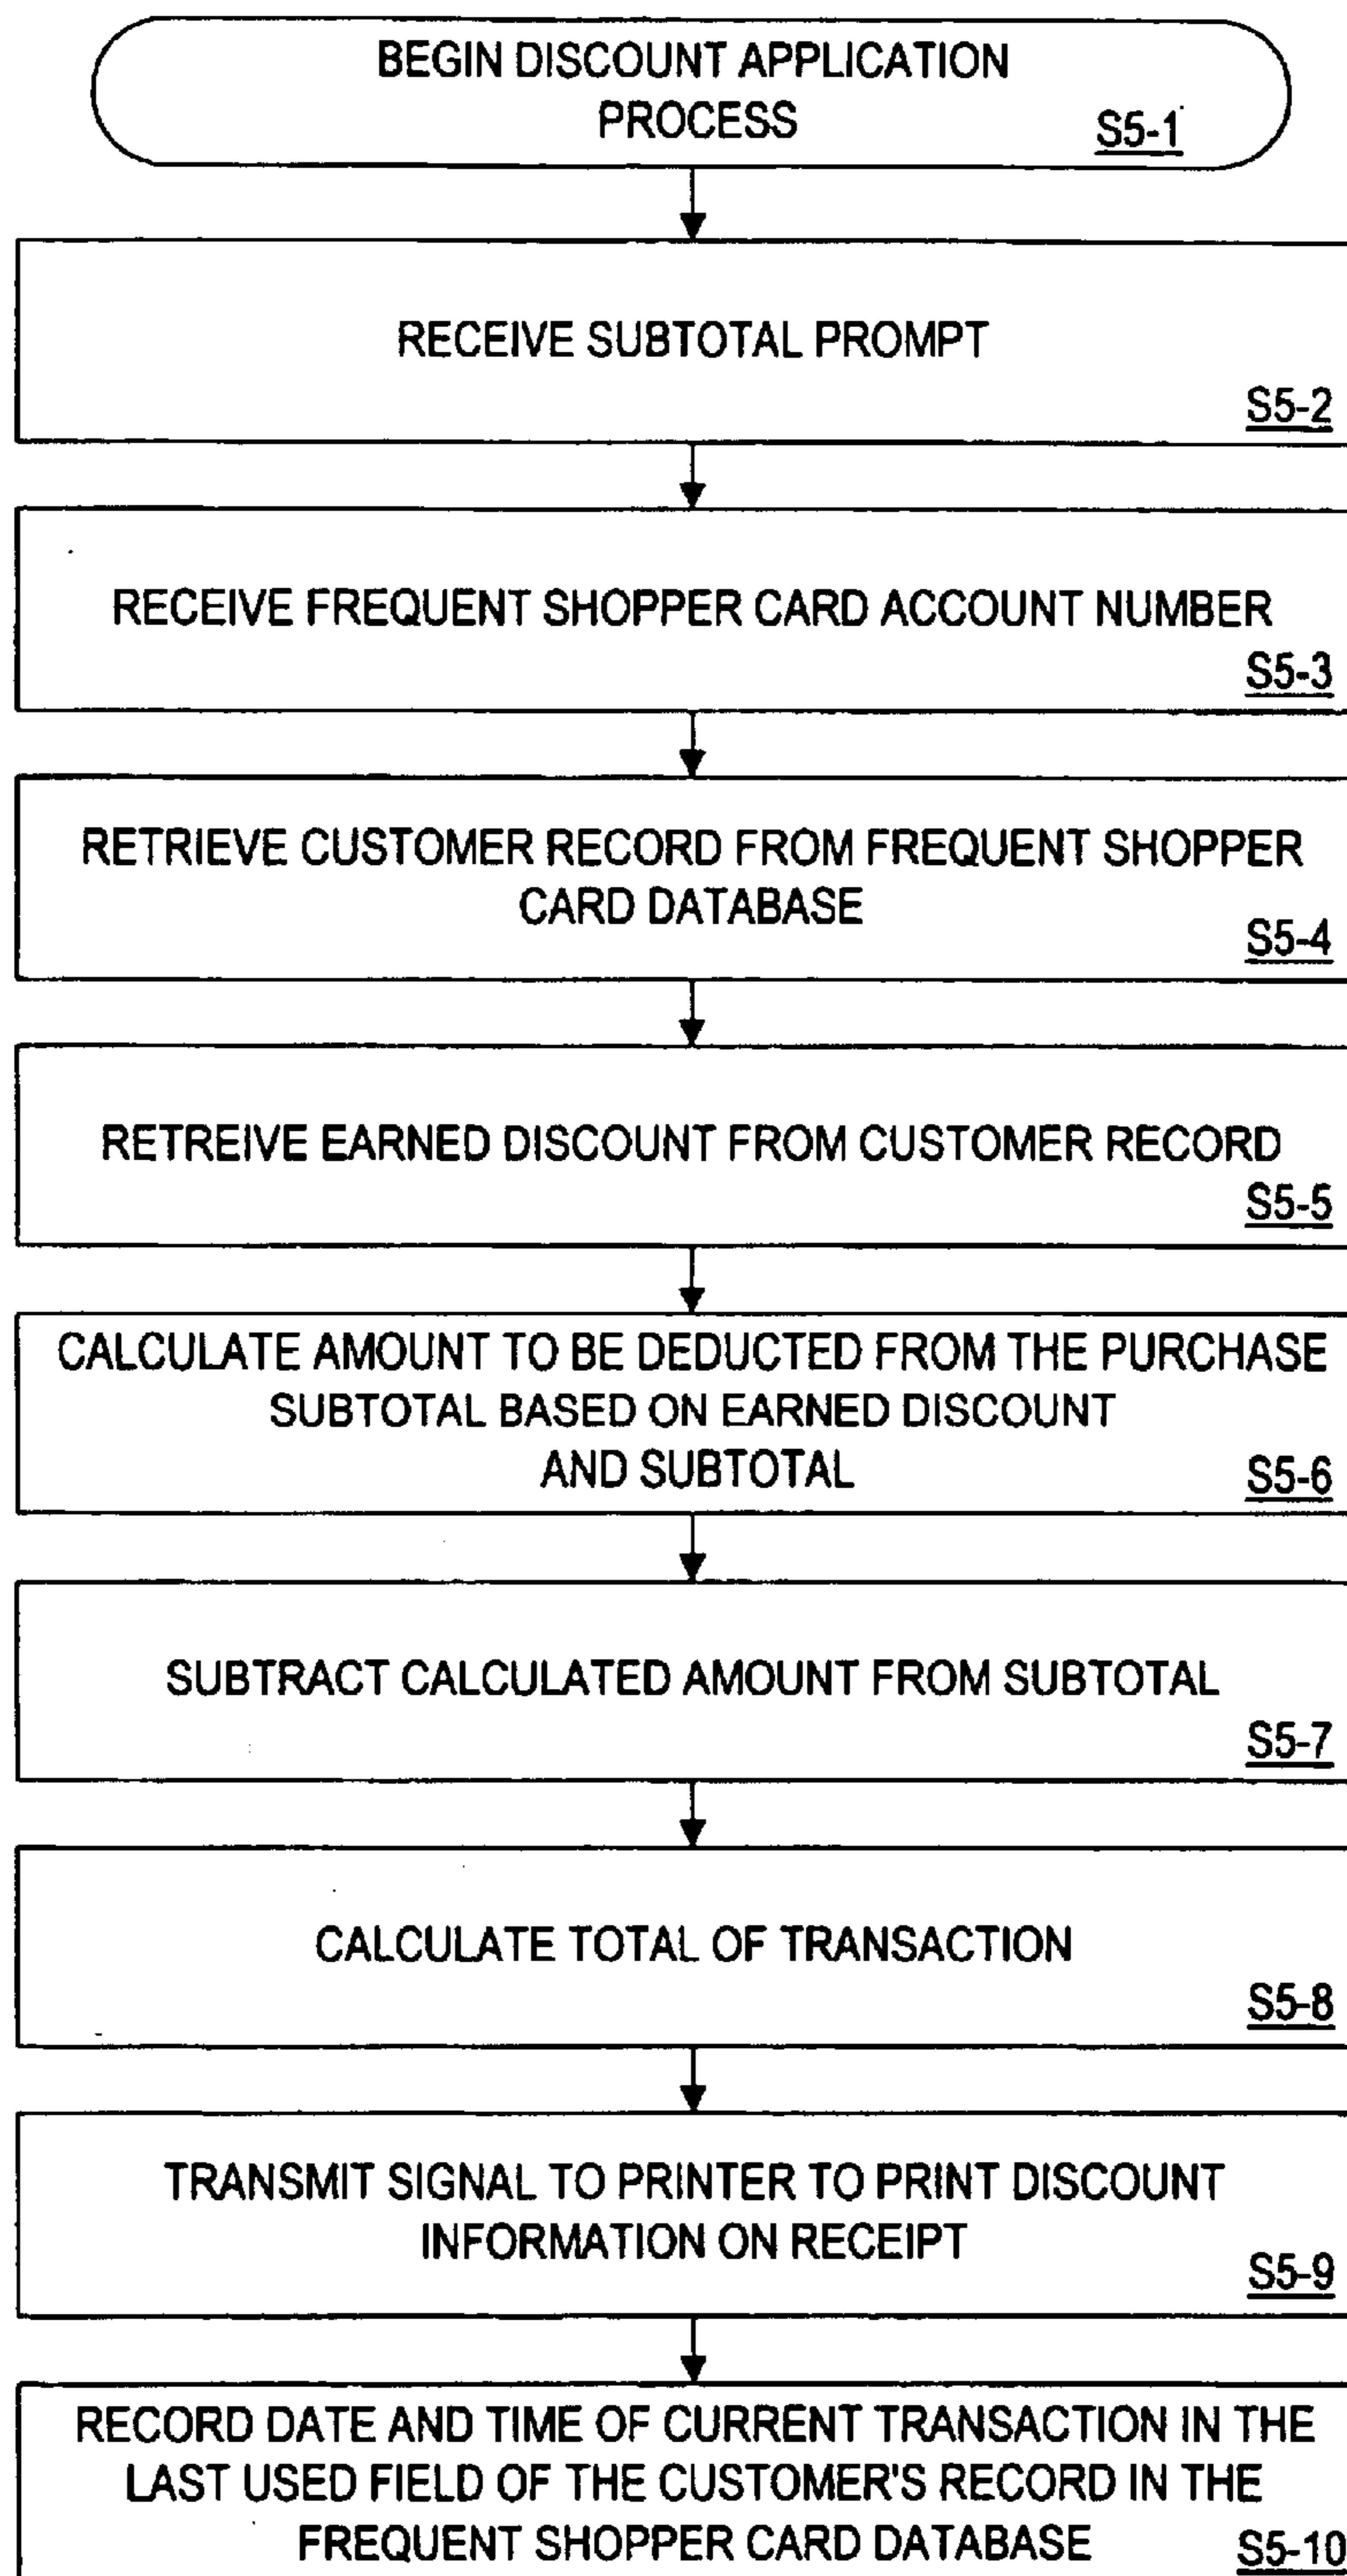 BEGIN DISCOUNT APPLICATION
PROCESS
S5-1
RECEIVE SUBTOTAL PROMPT
S5-2
RECEIVE FREQUENT SHOPPER CARD ACCOUNT NUMBER
S5-3
RETRIEVE CUSTOMER RECORD FROM FREQUENT SHOPPER
CARD DATABASE
S5-4
RETREIVE EARNED DISCOUNT FROM CUSTOMER RECORD
S5-5
CALCULATE AMOUNT TO BE DEDUCTED FROM THE PURCHASE
SUBTOTAL BASED ON EARNED DISCOUNT
AND SUBTOTAL
S5-6
SUBTRACT CALCULATED AMOUNT FROM SUBTOTAL
S5-7
CALCULATE TOTAL OF TRANSACTION
S5-8
TRANSMIT SIGNAL TO PRINTER TO PRINT DISCOUNT
INFORMATION ON RECEIPT
S5-9
RECORD DATE AND TIME OF CURRENT TRANSACTION IN THE
LAST USED FIELD OF THE CUSTOMER'S RECORD IN THE
FREQUENT SHOPPER CARD DATABASE
S5-10